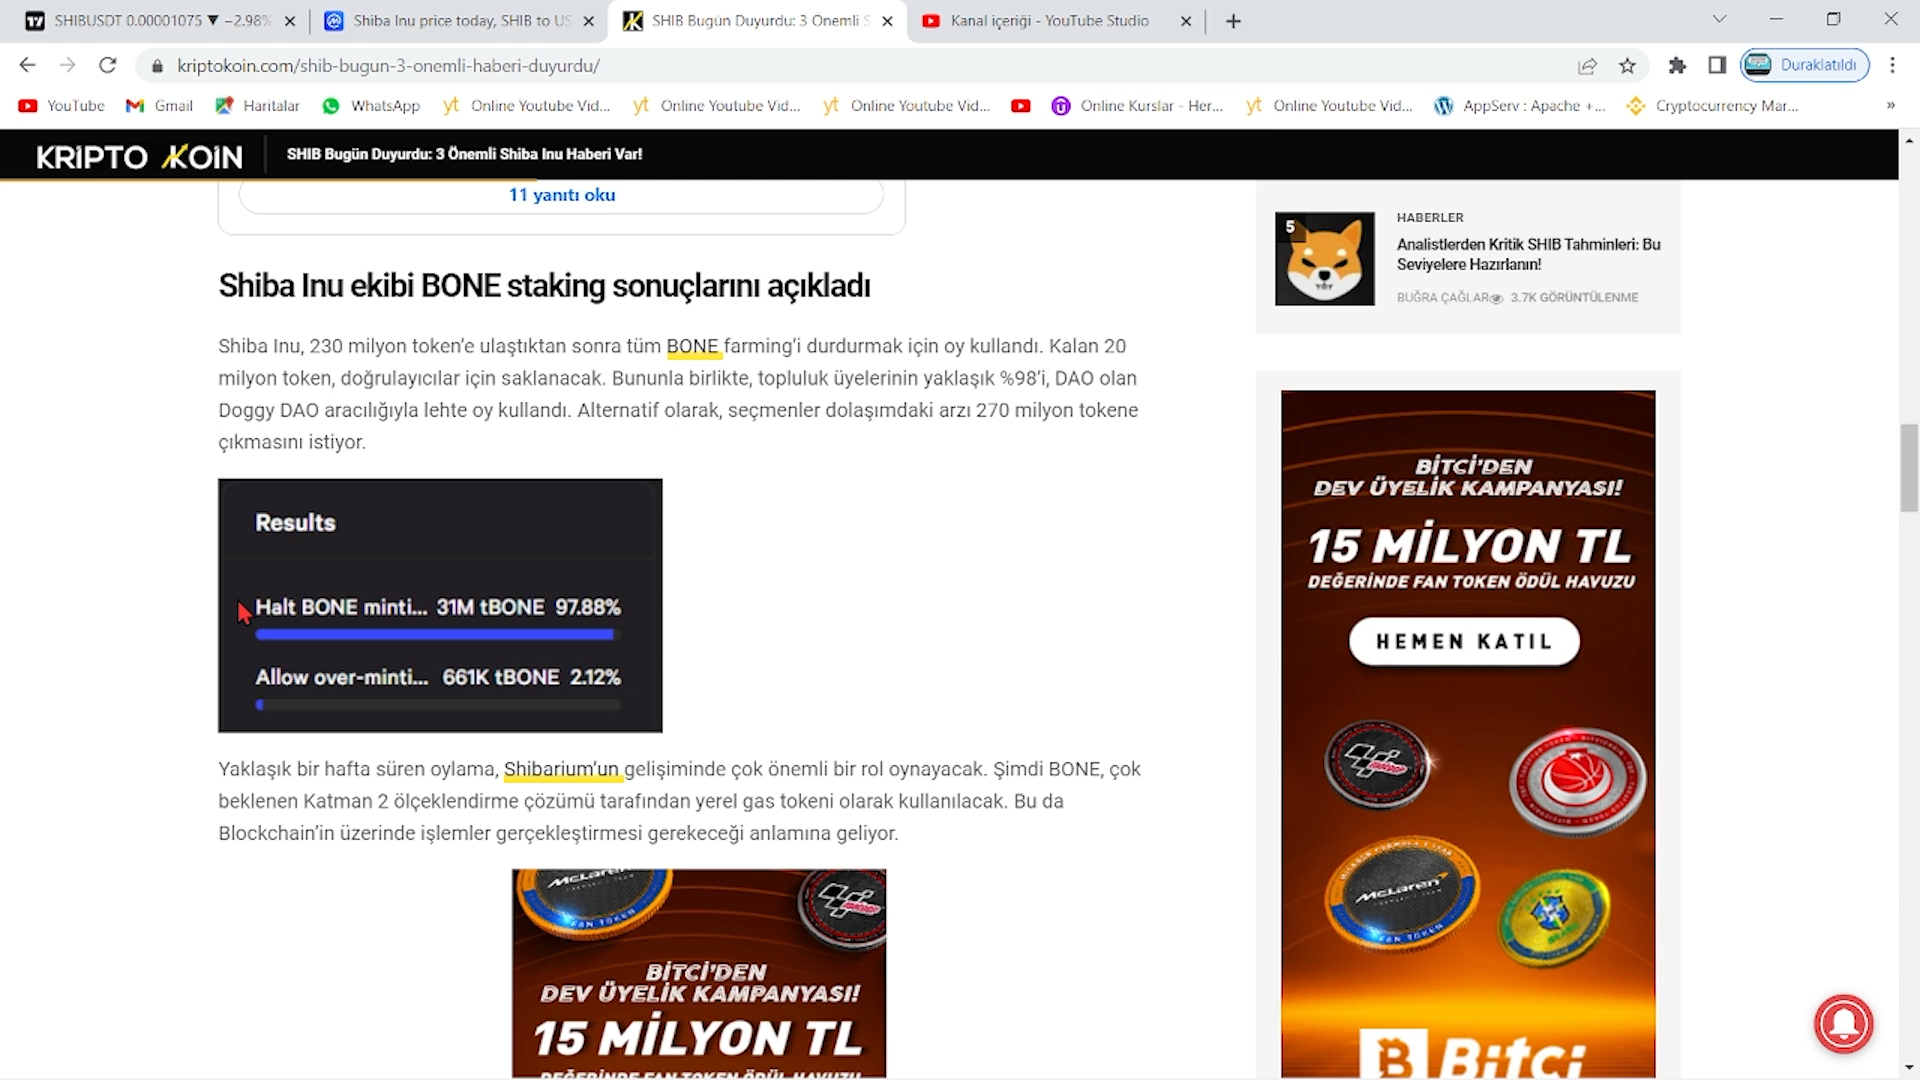 SHIBUSDT 0.00001075 ▼ −2.98%
Shiba Inu price today, SHIB to US
SHIB Bugün Duyurdu: 3 Önemli S
Kanal içeriği - YouTube Studio
kriptokoin.com/shib-bugun-3-onemli-haberi-duyurdu/
Duraklatıldı
YouTube
Gmail
Haritalar
WhatsApp
Online Youtube Vid...
Online Youtube Vid...
Online Youtube Vid...
Online Kurslar - Her...
Online Youtube Vid...
AppServ : Apache +...
Cryptocurrency Mar...
KRİPTO KOİN
SHIB Bugün Duyurdu: 3 Önemli Shiba Inu Haberi Var!
11 yanıtı oku
Shiba Inu ekibi BONE staking sonuçlarını açıkladı
Shiba Inu, 230 milyon token’e ulaştıktan sonra tüm BONE farming’i durdurmak için oy kullandı. Kalan 20
milyon token, doğrulayıcılar için saklanacak. Bununla birlikte, topluluk üyelerinin yaklaşık %98’i, DAO olan
Doggy DAO aracılığıyla lehte oy kullandı. Alternatif olarak, seçmenler dolaşımdaki arzı 270 milyon tokene
çıkmasını istiyor.
Results
Halt BONE minti... 31M tBONE 97.88%
Allow over-minti... 661K tBONE 2.12%
Yaklaşık bir hafta süren oylama, Shibarium’un gelişiminde çok önemli bir rol oynayacak. Şimdi BONE, çok
beklenen Katman 2 ölçeklendirme çözümü tarafından yerel gas tokeni olarak kullanılacak. Bu da
Blockchain’in üzerinde işlemler gerçekleştirmesi gerekeceği anlamına geliyor.
McLaren
FAN TOKEN
BİTCİ'DEN
DEV ÜYELİK KAMPANYASI!
15 MİLYON TL
DEĞERİNDE FAN TOKEN ÖDÜL HAVUZU
5
HABERLER
Analistlerden Kritik SHIB Tahminleri: Bu
Seviyelere Hazırlanın!
BUĞRA ÇAĞLAR 3.7K GÖRÜNTÜLENME
BİTCİ'DEN
DEV ÜYELİK KAMPANYASI!
15 MİLYON TL
DEĞERİNDE FAN TOKEN ÖDÜL HAVUZU
HEMEN KATIL
McLaren
FAN TOKEN
Bitci